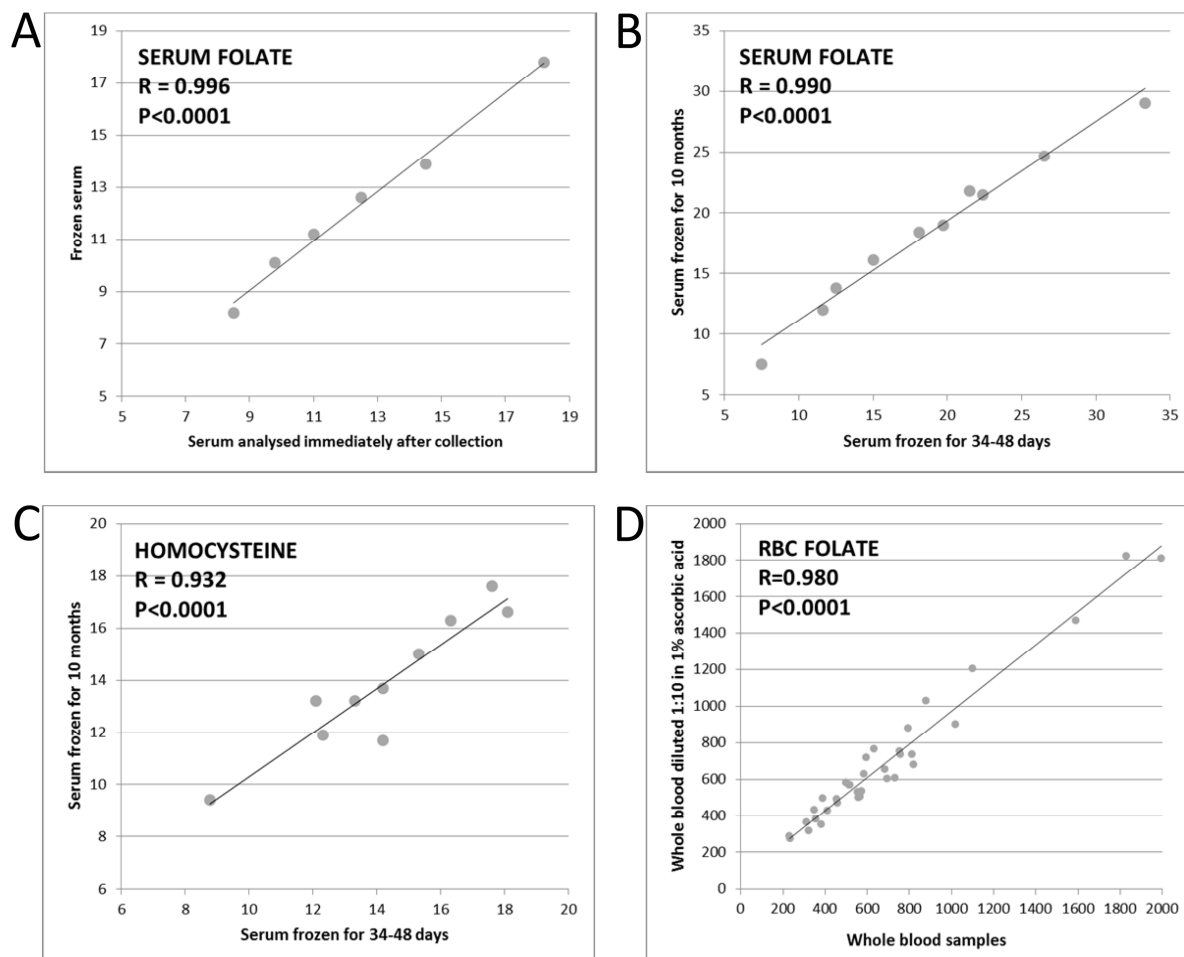 A
SERUM FOLATE
R = 0.996
P<0.0001
Frozen serum
19
17
15
13
11
9
7
5
5 7 9 11 13 15 17 19
Serum analysed immediately after collection
B
SERUM FOLATE
R = 0.990
P<0.0001
Serum frozen for 10 months
35
30
25
20
15
10
5
5 10 15 20 25 30 35
Serum frozen for 34-48 days
C
HOMOCYSTEINE
R = 0.932
P<0.0001
Serum frozen for 10 months
20
18
16
14
12
10
8
6
6 8 10 12 14 16 18 20
Serum frozen for 34-48 days
D
RBC FOLATE
R=0.980
P<0.0001
Whole blood diluted 1:10 in 1% ascorbic acid
2000
1800
1600
1400
1200
1000
800
600
400
200
0
0 200 400 600 800 1000 1200 1400 1600 1800 2000
Whole blood samples